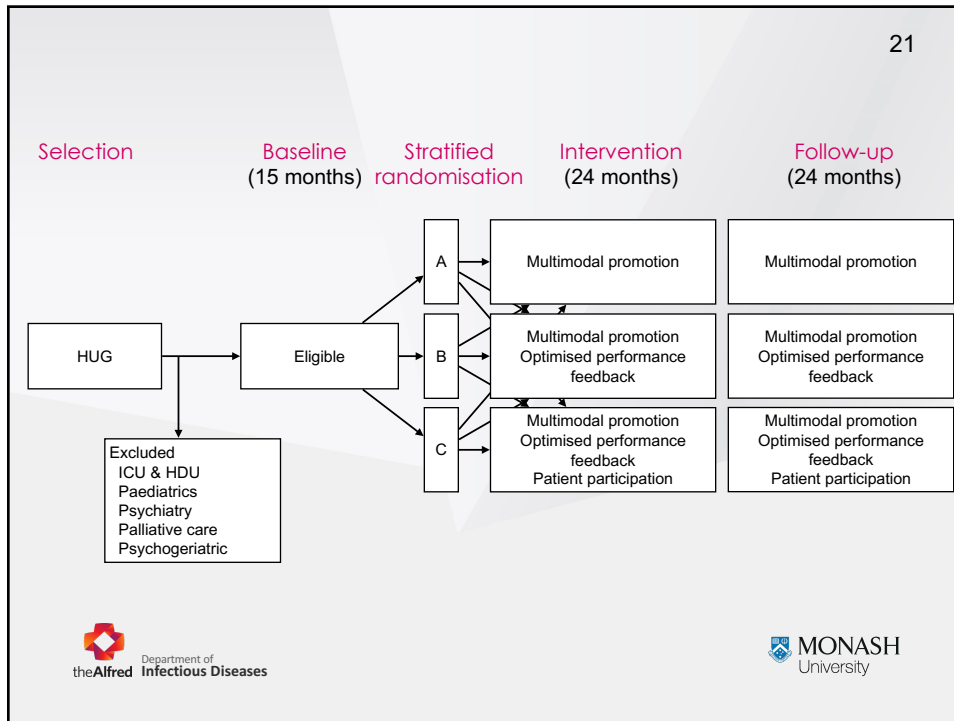 21
Selection
Baseline
(15 months)
Stratified
randomisation
Intervention
(24 months)
Follow-up
(24 months)
A
Multimodal promotion
Multimodal promotion
HUG
Eligible
B
Multimodal promotion
Optimised performance
feedback
Multimodal promotion
Optimised performance
feedback
C
Multimodal promotion
Optimised performance
feedback
Patient participation
Multimodal promotion
Optimised performance
feedback
Patient participation
Excluded
ICU & HDU
Paediatrics
Psychiatry
Palliative care
Psychogeriatric
theAlfred
Department of
Infectious Diseases
MONASH
University